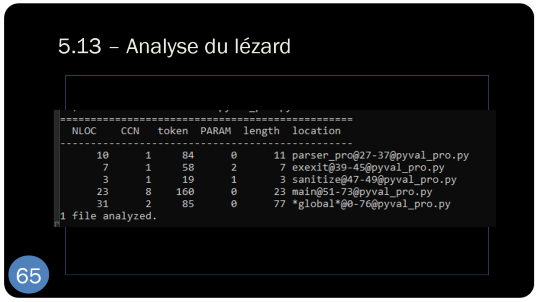 5.13 – Analyse du lézard
================================================
NLOC CCN token PARAM length location
------------------------------------------------
10 1 84 0 11 parser_pro@27-37@pyval_pro.py
7 1 58 2 7 exexit@39-45@pyval_pro.py
3 1 19 1 3 sanitize@47-49@pyval_pro.py
23 8 160 0 23 main@51-73@pyval_pro.py
31 2 85 0 77 *global*@0-76@pyval_pro.py
1 file analyzed.
65